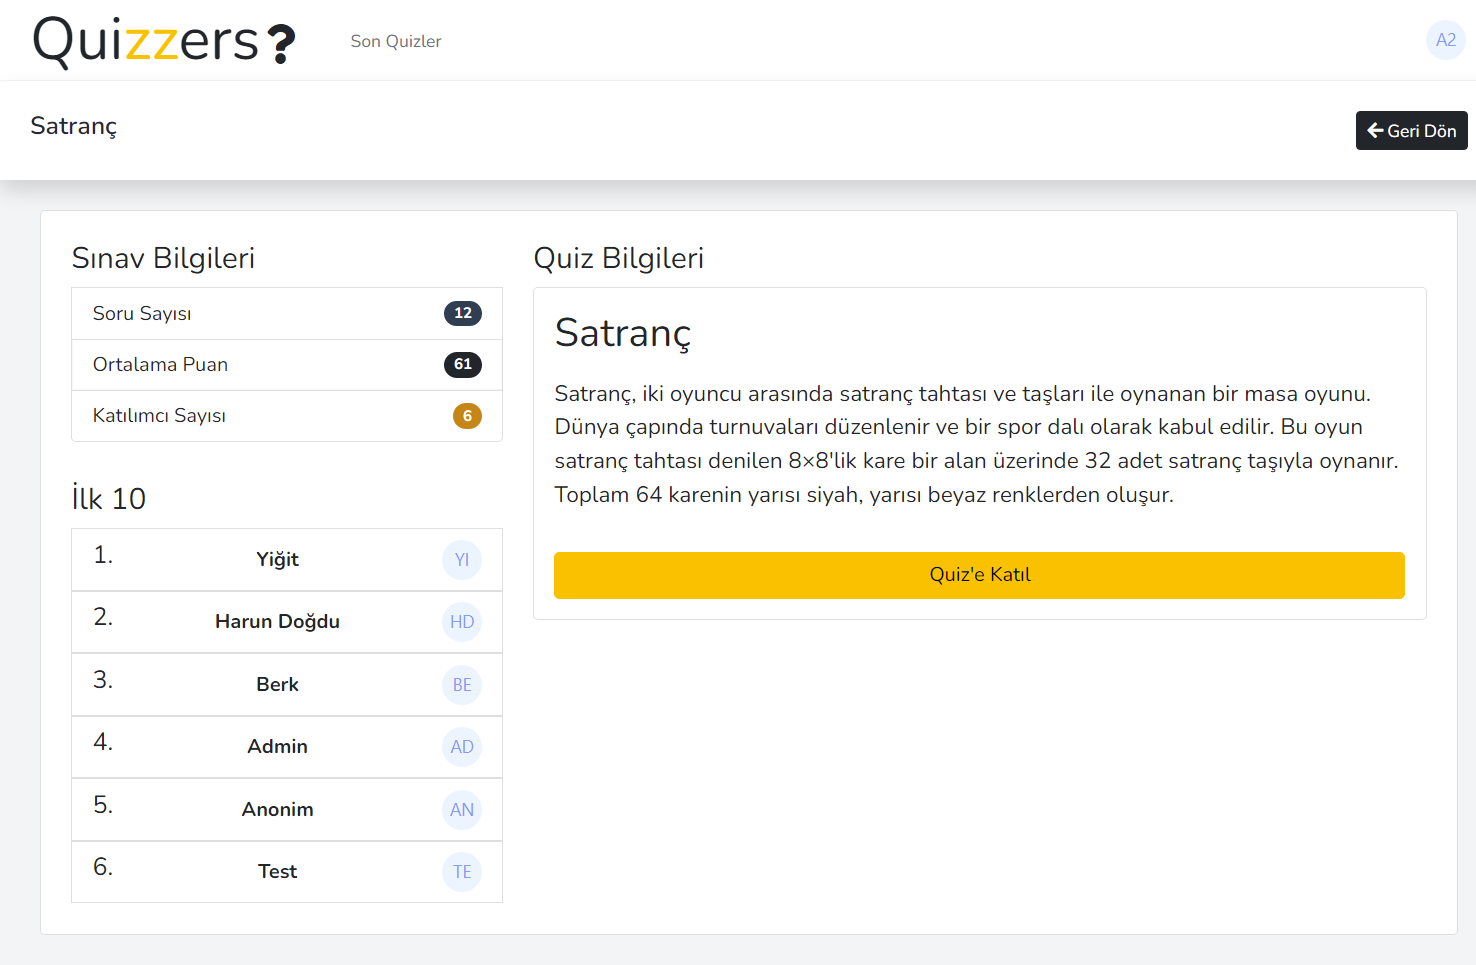 Quizzers?
Son Quizler
A2
Satranç
Geri Dön
Sınav Bilgileri
Soru Sayısı 12
Ortalama Puan 61
Katılımcı Sayısı 6
İlk 10
1. Yiğit YI
2. Harun Doğdu HD
3. Berk BE
4. Admin AD
5. Anonim AN
6. Test TE
Quiz Bilgileri
Satranç
Satranç, iki oyuncu arasında satranç tahtası ve taşları ile oynanan bir masa oyunu.
Dünya çapında turnuvaları düzenlenir ve bir spor dalı olarak kabul edilir. Bu oyun
satranç tahtası denilen 8×8'lik kare bir alan üzerinde 32 adet satranç taşıyla oynanır.
Toplam 64 karenin yarısı siyah, yarısı beyaz renklerden oluşur.
Quiz'e Katıl